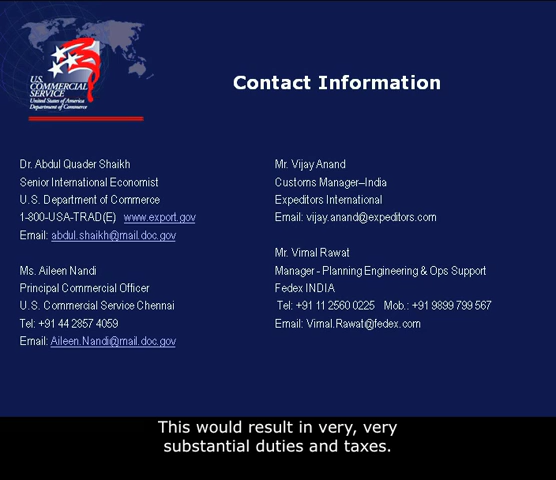 U.S.
COMMERCIAL
SERVICE
United States of America
Department of Commerce
Contact Information
Dr. Abdul Quader Shaikh
Senior International Economist
U.S. Department of Commerce
1-800-USA-TRAD(E) www.export.gov
Email: abdul.shaikh@mail.doc.gov
Ms. Aileen Nandi
Principal Commercial Officer
U.S. Commercial Service Chennai
Tel: +91 44 2857 4059
Email: Aileen.Nandi@mail.doc.gov
Mr. Vijay Anand
Customs Manager–India
Expeditors International
Email: vijay.anand@expeditors.com
Mr. Vimal Rawat
Manager - Planning Engineering & Ops Support
Fedex INDIA
Tel: +91 11 2560 0225 Mob.: +91 9899 799 567
Email: Vimal.Rawat@fedex.com
This would result in very, very
substantial duties and taxes.